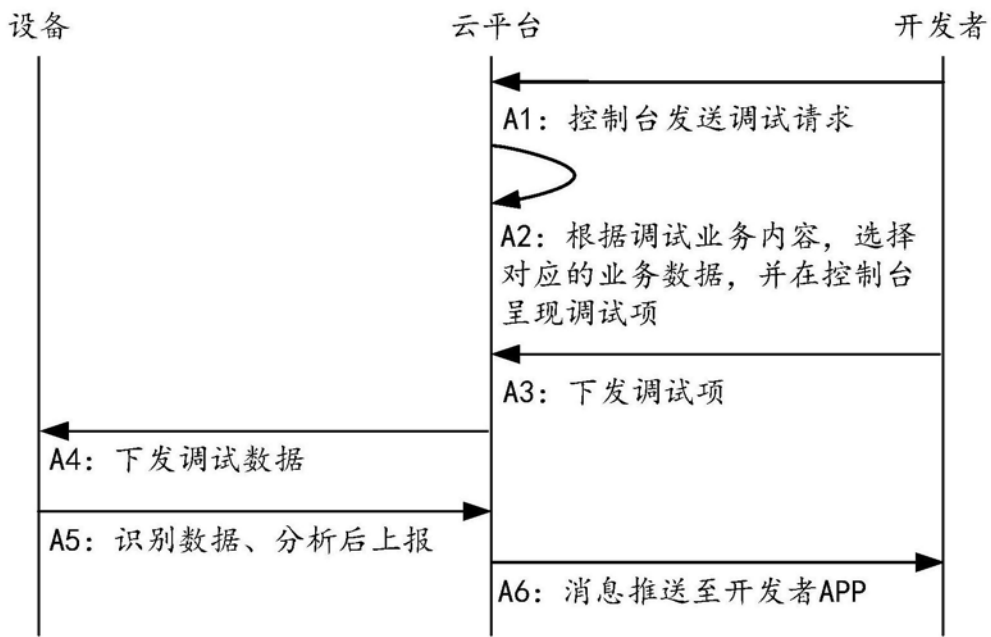 设备
云平台
开发者
A1: 控制台发送调试请求
A2: 根据调试业务内容，选择
对应的业务数据，并在控制台
呈现调试项
A3: 下发调试项
A4: 下发调试数据
A5: 识别数据、分析后上报
A6: 消息推送至开发者APP